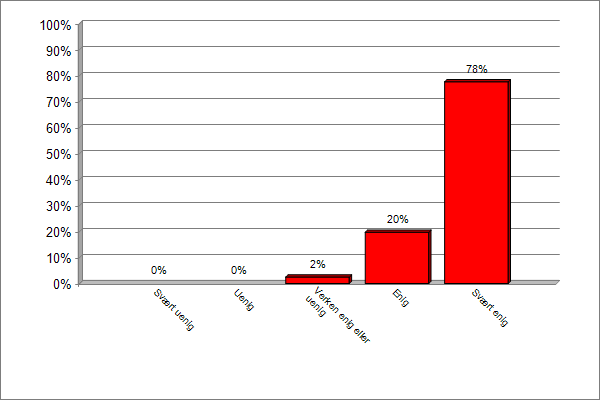 100%
90%
80%
70%
60%
50%
40%
30%
20%
10%
0%
0%
0%
2%
20%
78%
Svært uenig
Uenig
Verken enig eller
uenig
Enig
Svært enig